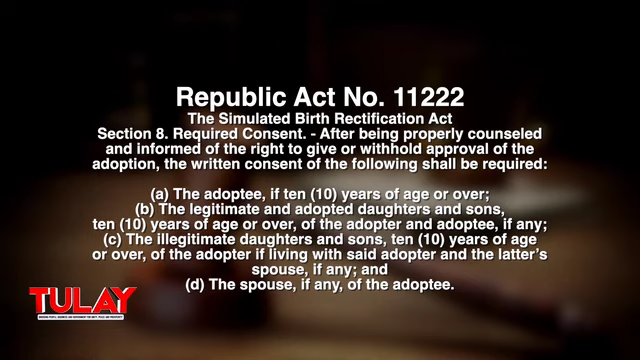 Republic Act No. 11222
The Simulated Birth Rectification Act
Section 8. Required Consent. - After being properly counseled
and informed of the right to give or withhold approval of the
adoption, the written consent of the following shall be required:
(a) The adoptee, if ten (10) years of age or over;
(b) The legitimate and adopted daughters and sons,
ten (10) years of age or over, of the adopter and adoptee, if any;
(c) The illegitimate daughters and sons, ten (10) years of age
or over, of the adopter if living with said adopter and the latter's
spouse, if any; and
(d) The spouse, if any, of the adoptee.
TULAY